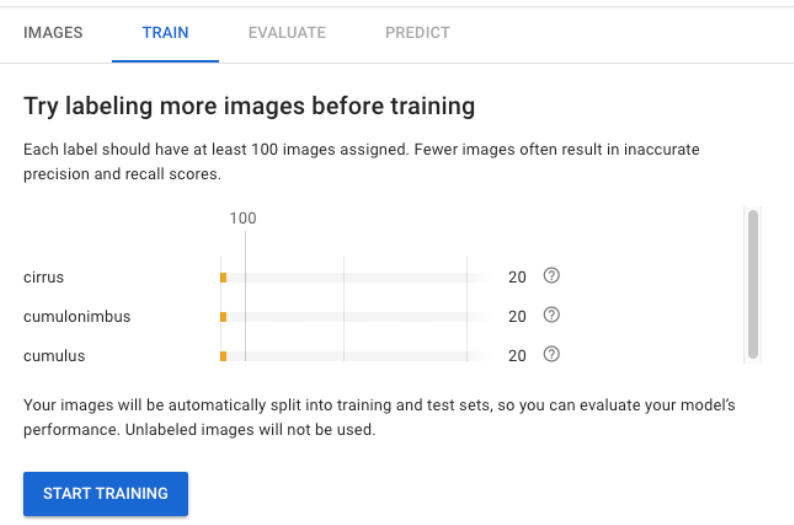 IMAGES TRAIN EVALUATE PREDICT
Try labeling more images before training
Each label should have at least 100 images assigned. Fewer images often result in inaccurate
precision and recall scores.
100
cirrus 20 ?
cumulonimbus 20 ?
cumulus 20 ?
Your images will be automatically split into training and test sets, so you can evaluate your model's
performance. Unlabeled images will not be used.
START TRAINING